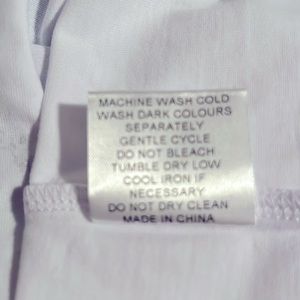 MACHINE WASH COLD
WASH DARK COLOURS
SEPARATELY
GENTLE CYCLE
DO NOT BLEACH
TUMBLE DRY LOW
COOL IRON IF
NECESSARY
DO NOT DRY CLEAN
MADE IN CHINA